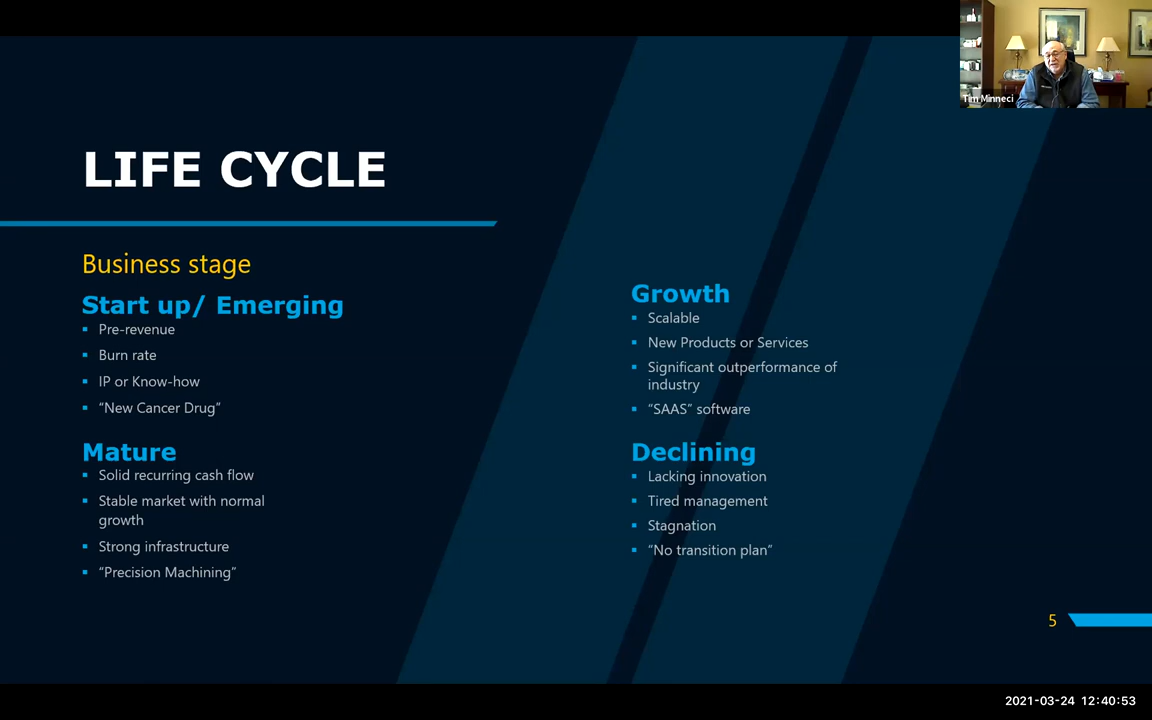 Tim Minneci
LIFE CYCLE
Business stage
Start up/ Emerging
▪ Pre-revenue
▪ Burn rate
▪ IP or Know-how
▪ “New Cancer Drug”
Mature
▪ Solid recurring cash flow
▪ Stable market with normal
growth
▪ Strong infrastructure
▪ “Precision Machining”
Growth
▪ Scalable
▪ New Products or Services
▪ Significant outperformance of
industry
▪ “SAAS” software
Declining
▪ Lacking innovation
▪ Tired management
▪ Stagnation
▪ “No transition plan”
5
2021-03-24 12:40:53